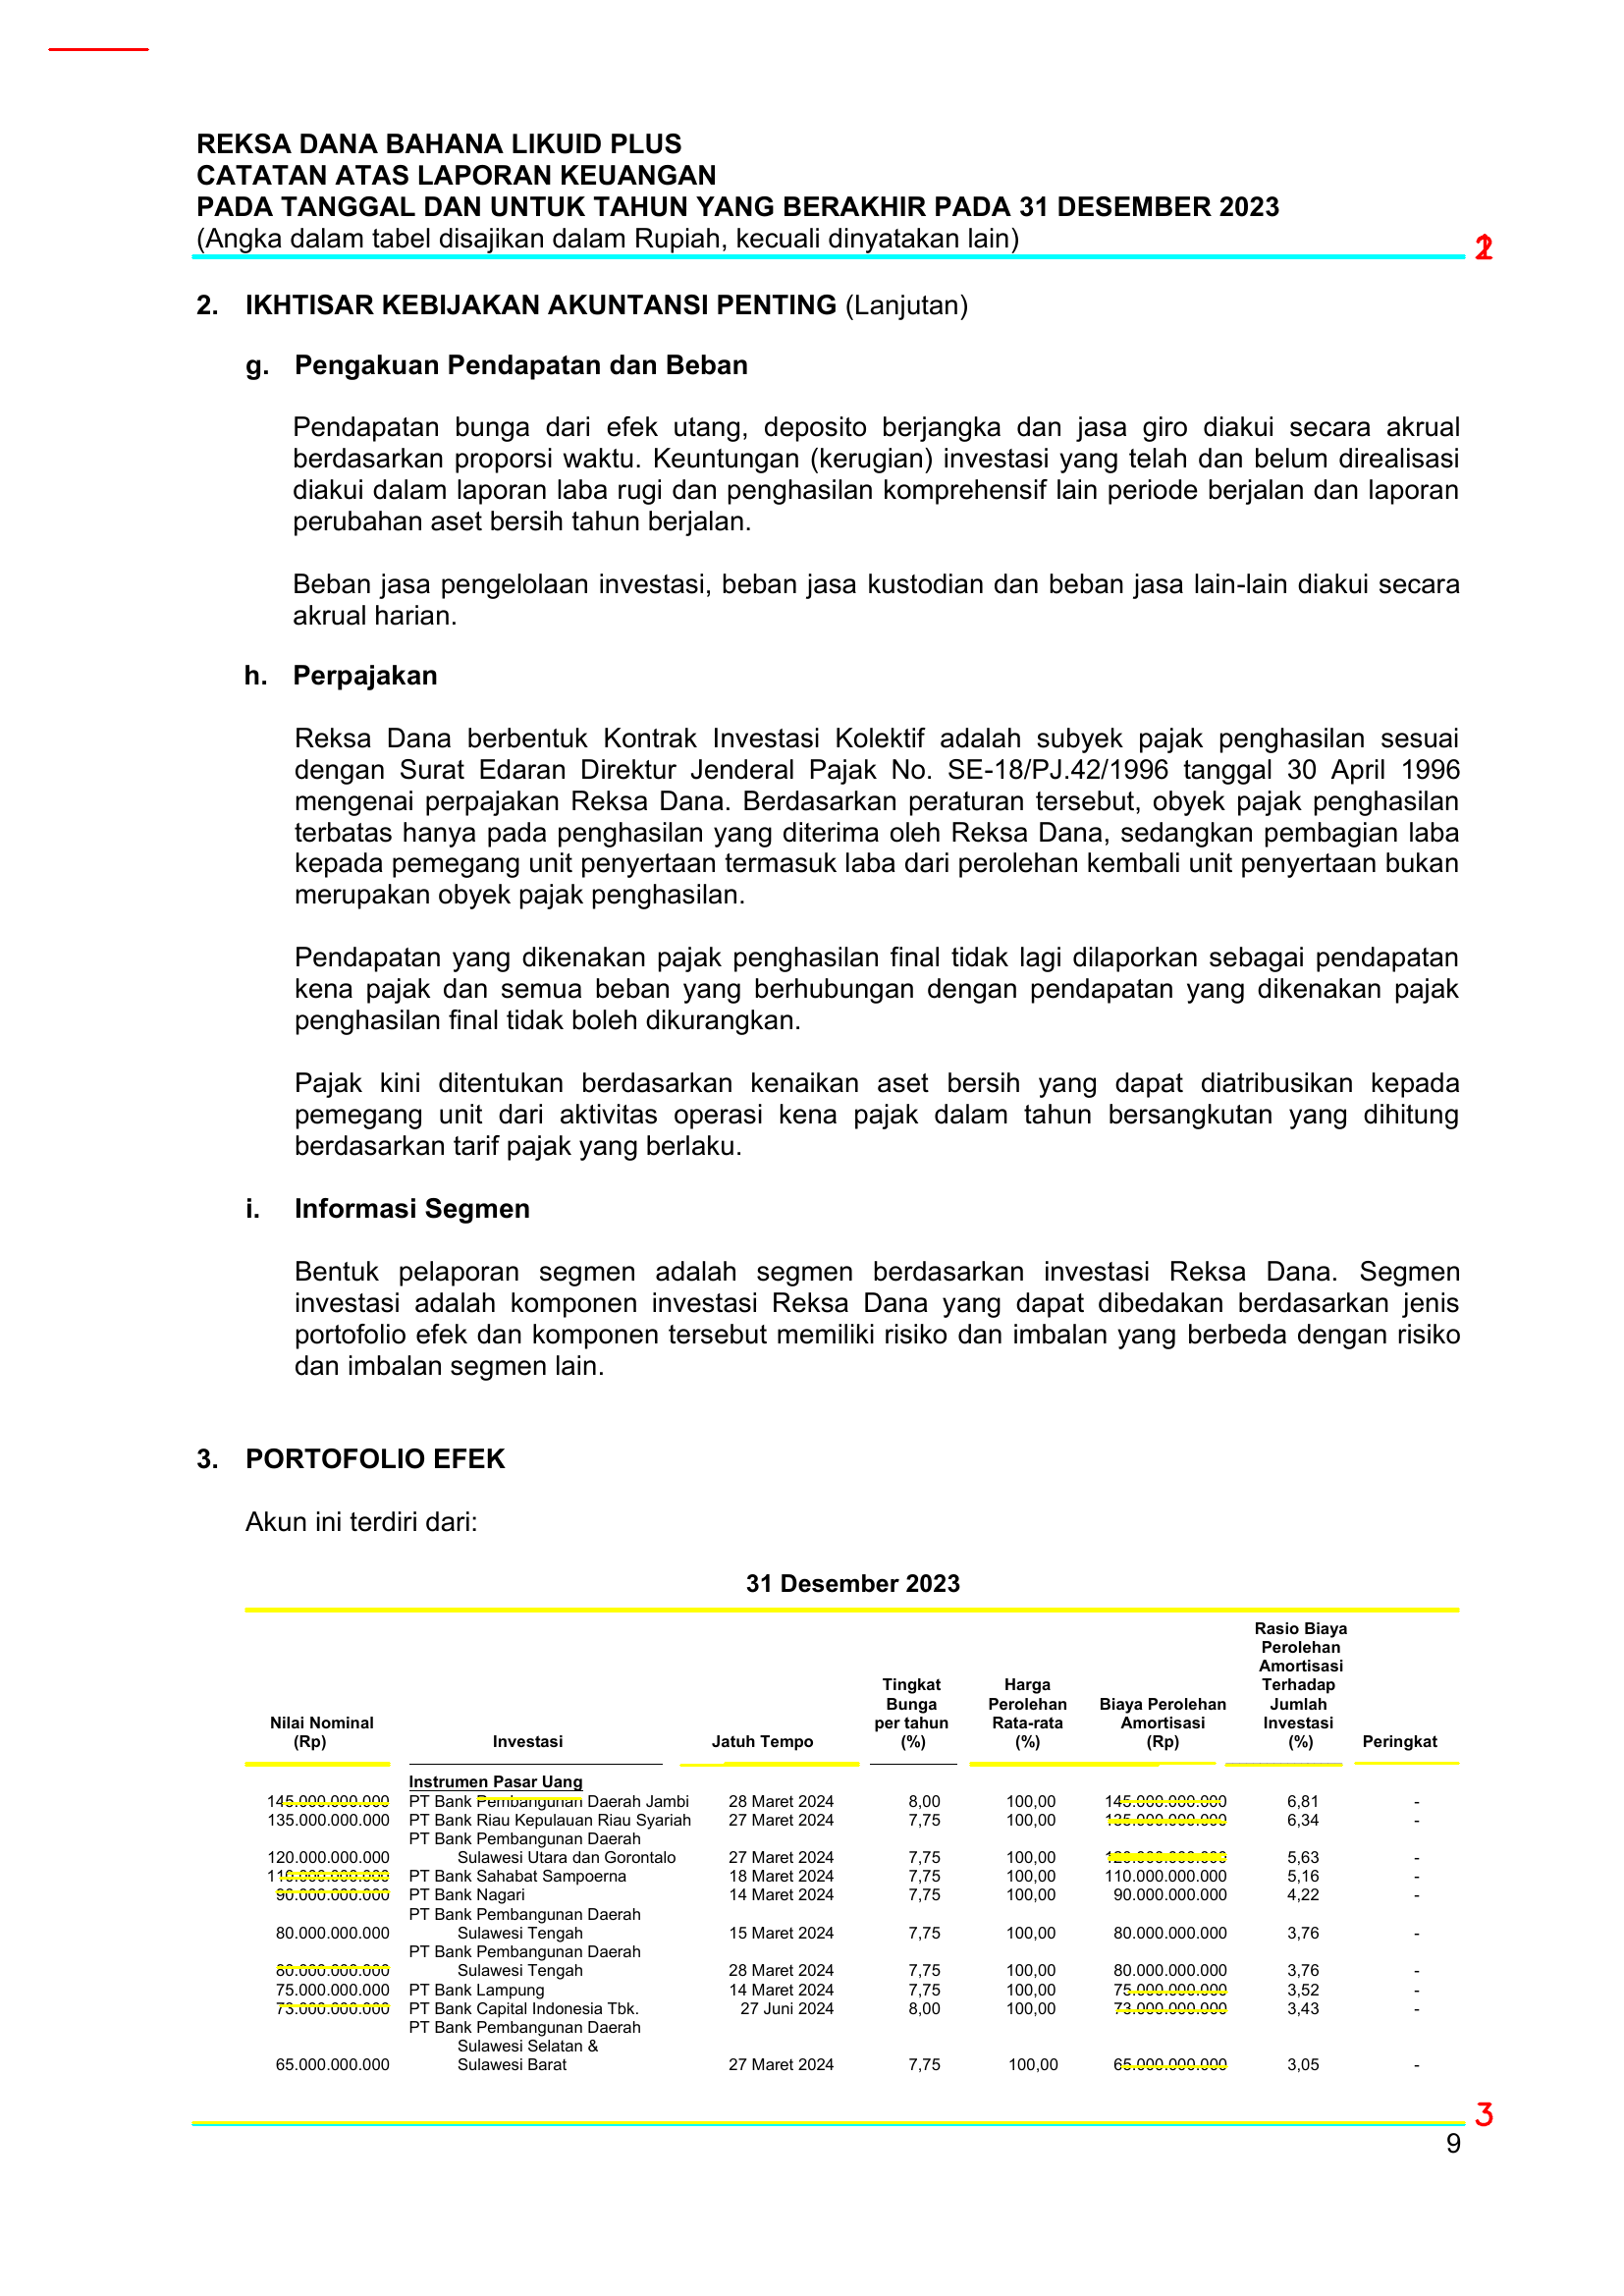 REKSA DANA BAHANA LIKUID PLUS
CATATAN ATAS LAPORAN KEUANGAN
PADA TANGGAL DAN UNTUK TAHUN YANG BERAKHIR PADA 31 DESEMBER 2023
(Angka dalam tabel disajikan dalam Rupiah, kecuali dinyatakan lain)
2. IKHTISAR KEBIJAKAN AKUNTANSI PENTING (Lanjutan)
g. Pengakuan Pendapatan dan Beban
Pendapatan bunga dari efek utang, deposito berjangka dan jasa giro diakui secara akrual
berdasarkan proporsi waktu. Keuntungan (kerugian) investasi yang telah dan belum direalisasi
diakui dalam laporan laba rugi dan penghasilan komprehensif lain periode berjalan dan laporan
perubahan aset bersih tahun berjalan.
Beban jasa pengelolaan investasi, beban jasa kustodian dan beban jasa lain-lain diakui secara
akrual harian.
h. Perpajakan
Reksa Dana berbentuk Kontrak Investasi Kolektif adalah subyek pajak penghasilan sesuai
dengan Surat Edaran Direktur Jenderal Pajak No. SE-18/PJ.42/1996 tanggal 30 April 1996
mengenai perpajakan Reksa Dana. Berdasarkan peraturan tersebut, obyek pajak penghasilan
terbatas hanya pada penghasilan yang diterima oleh Reksa Dana, sedangkan pembagian laba
kepada pemegang unit penyertaan termasuk laba dari perolehan kembali unit penyertaan bukan
merupakan obyek pajak penghasilan.
Pendapatan yang dikenakan pajak penghasilan final tidak lagi dilaporkan sebagai pendapatan
kena pajak dan semua beban yang berhubungan dengan pendapatan yang dikenakan pajak
penghasilan final tidak boleh dikurangkan.
Pajak kini ditentukan berdasarkan kenaikan aset bersih yang dapat diatribusikan kepada
pemegang unit dari aktivitas operasi kena pajak dalam tahun bersangkutan yang dihitung
berdasarkan tarif pajak yang berlaku.
i. Informasi Segmen
Bentuk pelaporan segmen adalah segmen berdasarkan investasi Reksa Dana. Segmen
investasi adalah komponen investasi Reksa Dana yang dapat dibedakan berdasarkan jenis
portofolio efek dan komponen tersebut memiliki risiko dan imbalan yang berbeda dengan risiko
dan imbalan segmen lain.
3. PORTOFOLIO EFEK
Akun ini terdiri dari:
31 Desember 2023
Rasio Biaya
Perolehan
Amortisasi
Tingkat Harga Terhadap
Bunga Perolehan Biaya Perolehan Jumlah
Nilai Nominal per tahun Rata-rata Amortisasi Investasi
(Rp) Investasi Jatuh Tempo (%) (%) (Rp) (%) Peringkat
Instrumen Pasar Uang
145.000.000.000 PT Bank Pembangunan Daerah Jambi 28 Maret 2024 8,00 100,00 145.000.000.000 6,81 -
135.000.000.000 PT Bank Riau Kepulauan Riau Syariah 27 Maret 2024 7,75 100,00 135.000.000.000 6,34 -
PT Bank Pembangunan Daerah
120.000.000.000 Sulawesi Utara dan Gorontalo 27 Maret 2024 7,75 100,00 120.000.000.000 5,63 -
110.000.000.000 PT Bank Sahabat Sampoerna 18 Maret 2024 7,75 100,00 110.000.000.000 5,16 -
90.000.000.000 PT Bank Nagari 14 Maret 2024 7,75 100,00 90.000.000.000 4,22 -
PT Bank Pembangunan Daerah
80.000.000.000 Sulawesi Tengah 15 Maret 2024 7,75 100,00 80.000.000.000 3,76 -
PT Bank Pembangunan Daerah
80.000.000.000 Sulawesi Tengah 28 Maret 2024 7,75 100,00 80.000.000.000 3,76 -
75.000.000.000 PT Bank Lampung 14 Maret 2024 7,75 100,00 75.000.000.000 3,52 -
73.000.000.000 PT Bank Capital Indonesia Tbk. 27 Juni 2024 8,00 100,00 73.000.000.000 3,43 -
PT Bank Pembangunan Daerah
Sulawesi Selatan &
65.000.000.000 Sulawesi Barat 27 Maret 2024 7,75 100,00 65.000.000.000 3,05 -
3
9